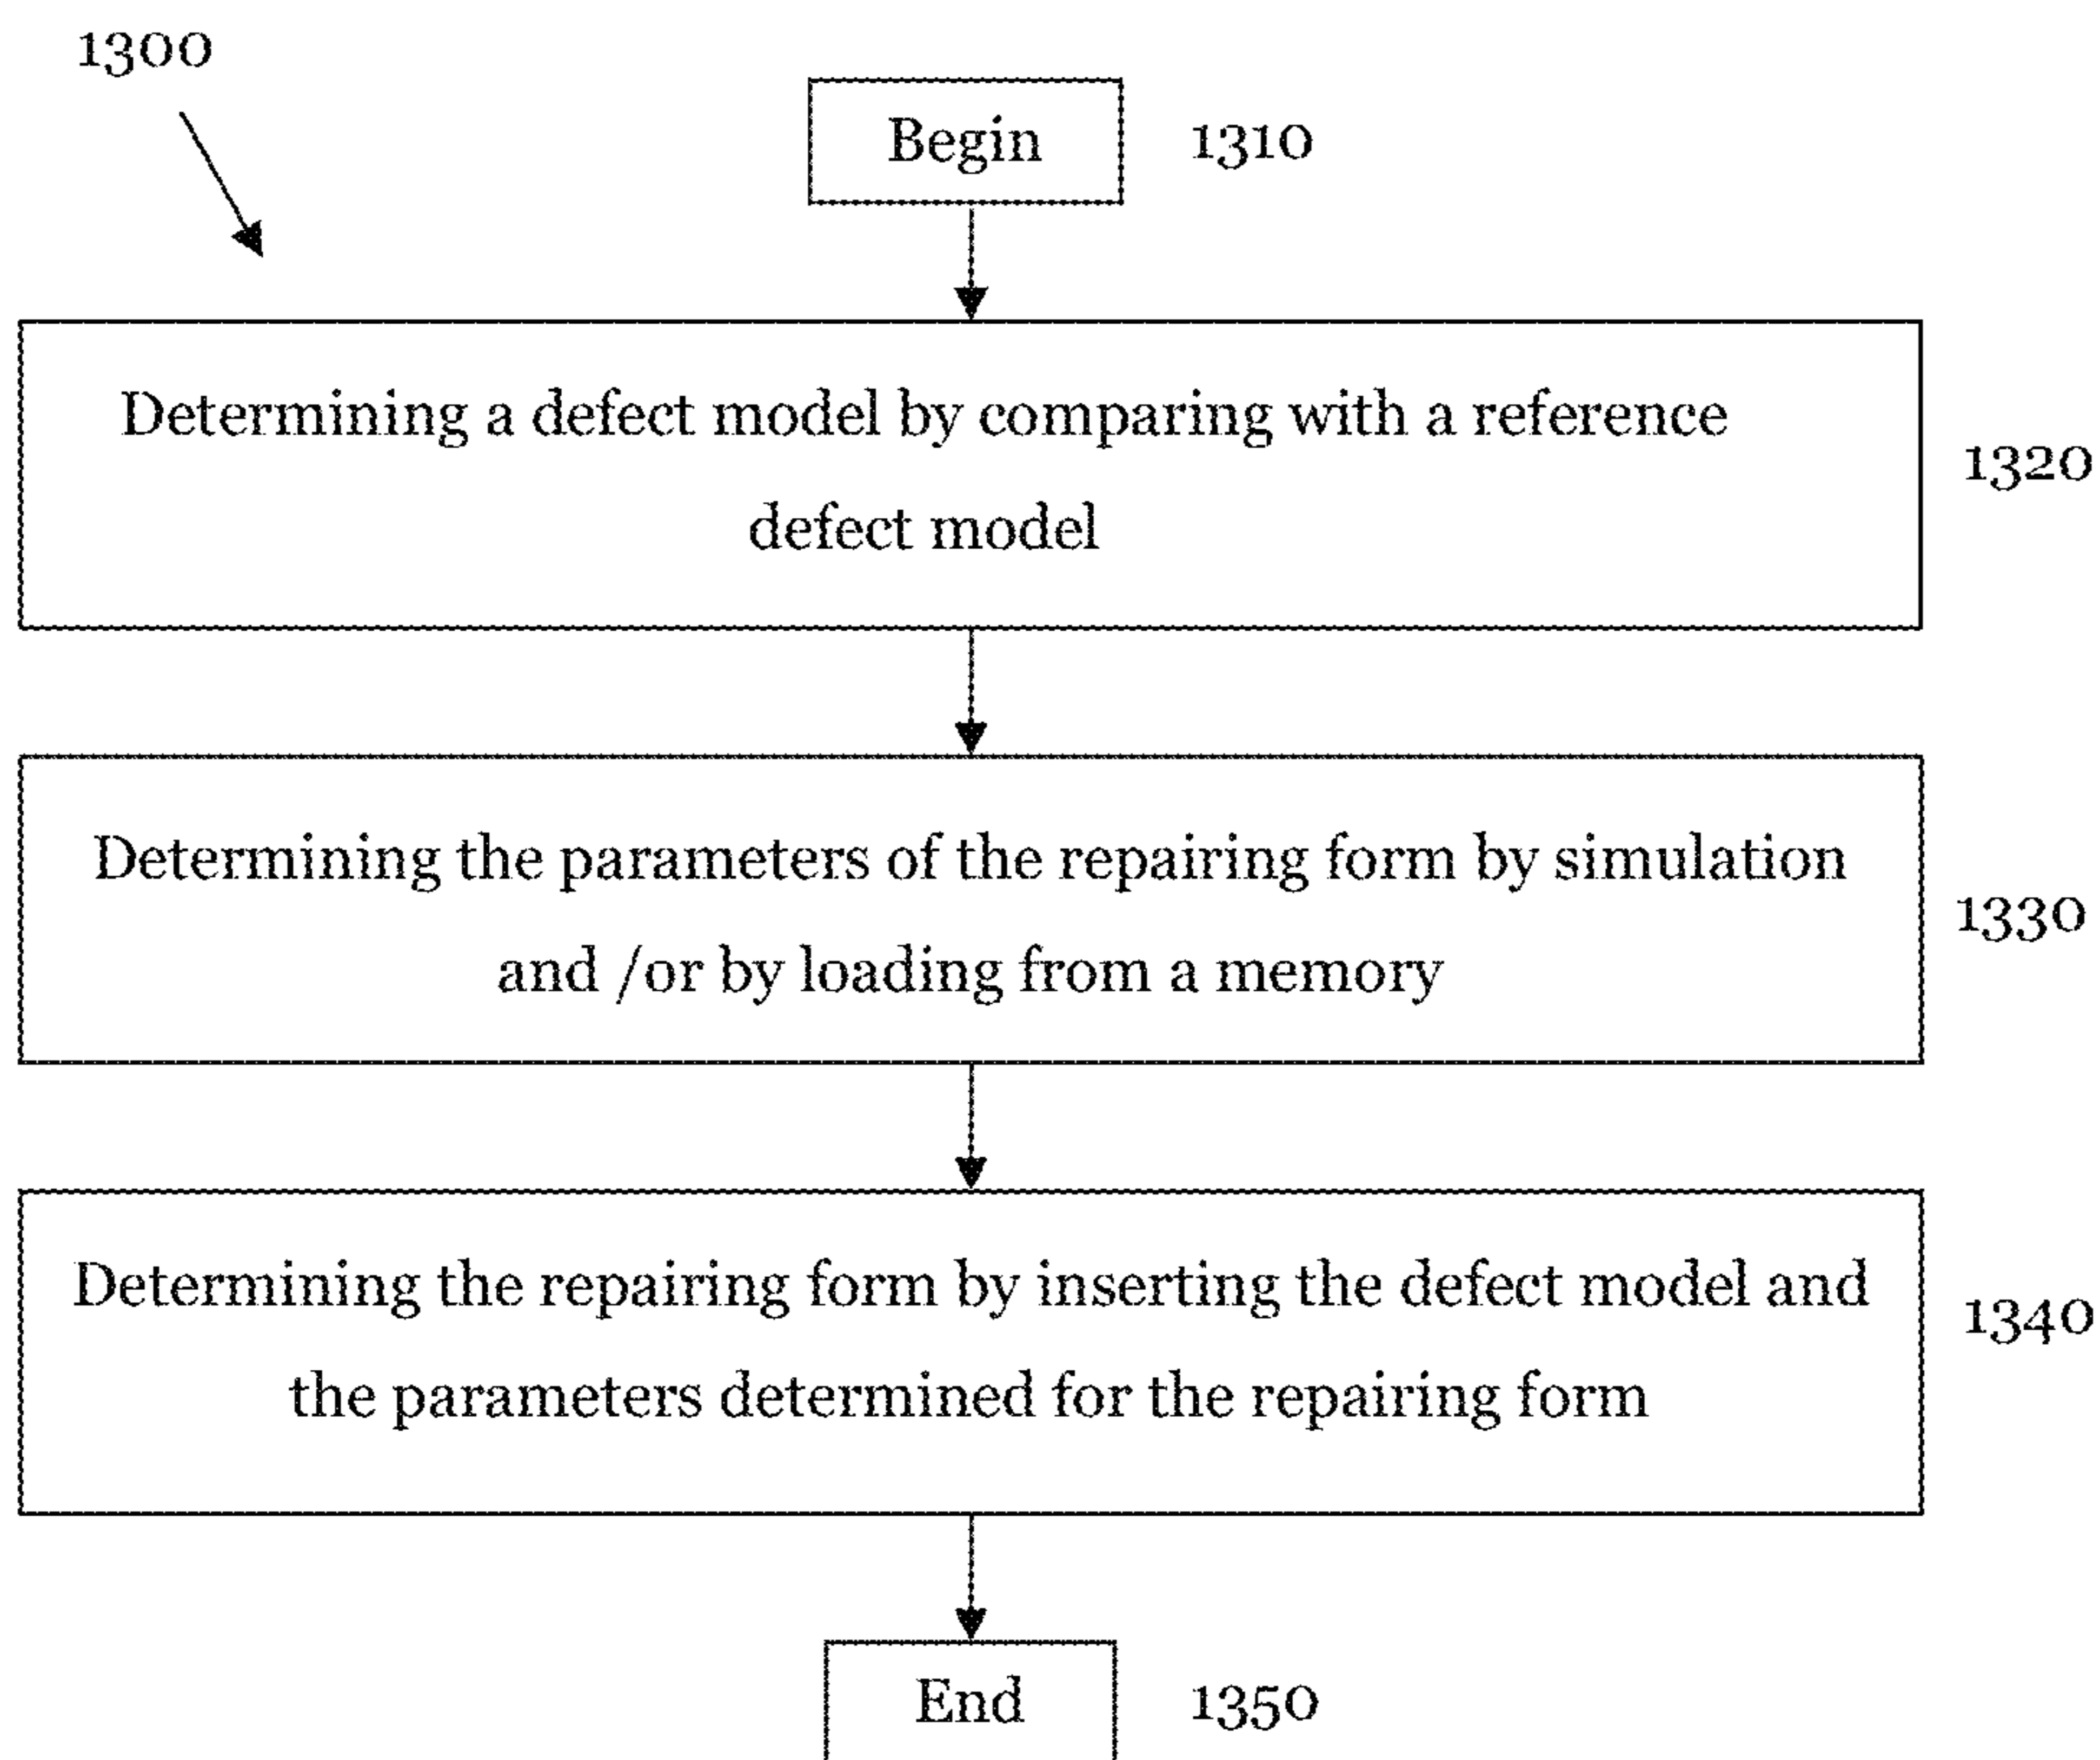 1300
Begin
1310
Determining a defect model by comparing with a reference
defect model
1320
Determining the parameters of the repairing form by simulation
and /or by loading from a memory
1330
Determining the repairing form by inserting the defect model and
the parameters determined for the repairing form
1340
End
1350